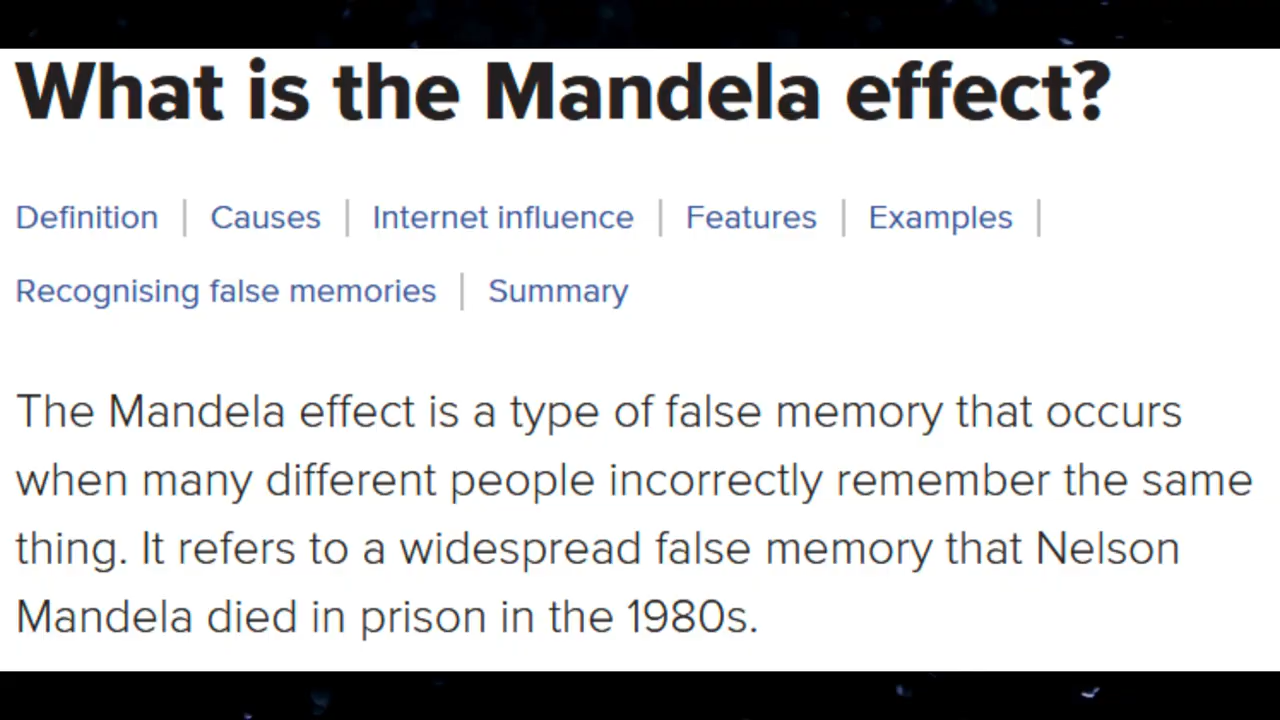 What is the Mandela effect?
Definition | Causes | Internet influence | Features | Examples |
Recognising false memories | Summary
The Mandela effect is a type of false memory that occurs
when many different people incorrectly remember the same
thing. It refers to a widespread false memory that Nelson
Mandela died in prison in the 1980s.